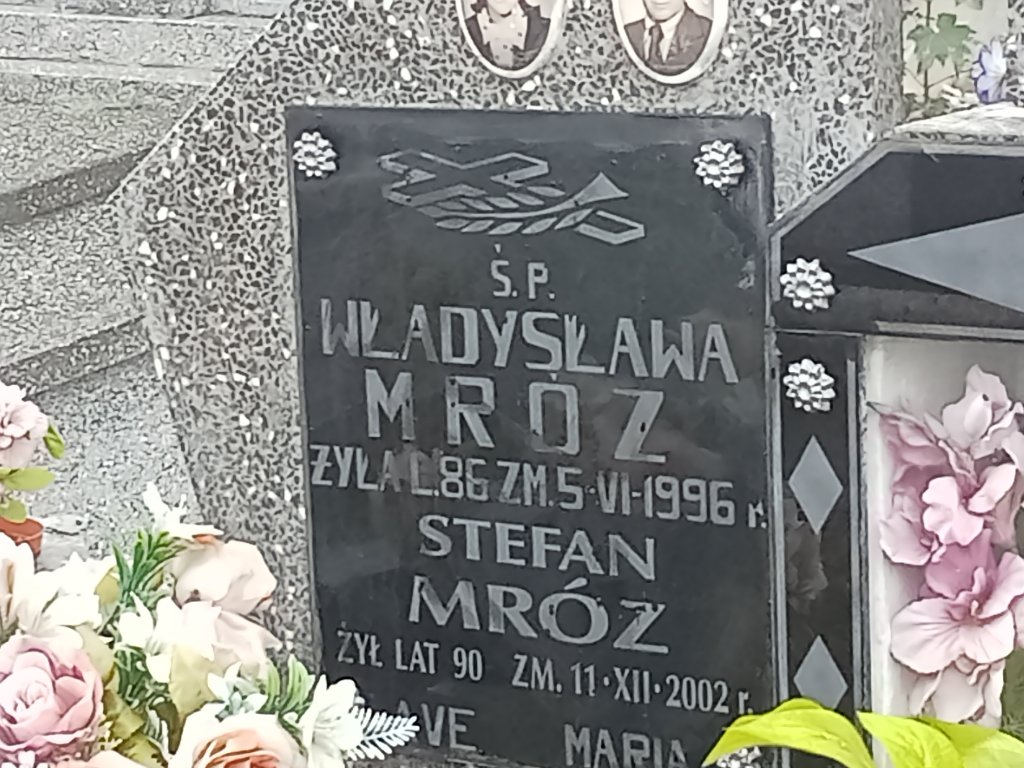 Ś.P.
WŁADYSŁAWA
MRÓZ
ŻYŁA L.86 ZM.5-VI-1996 r.
STEFAN
MRÓZ
ŻYŁ LAT 90 ZM. 11·XII·2002 r.
AVE MARIA